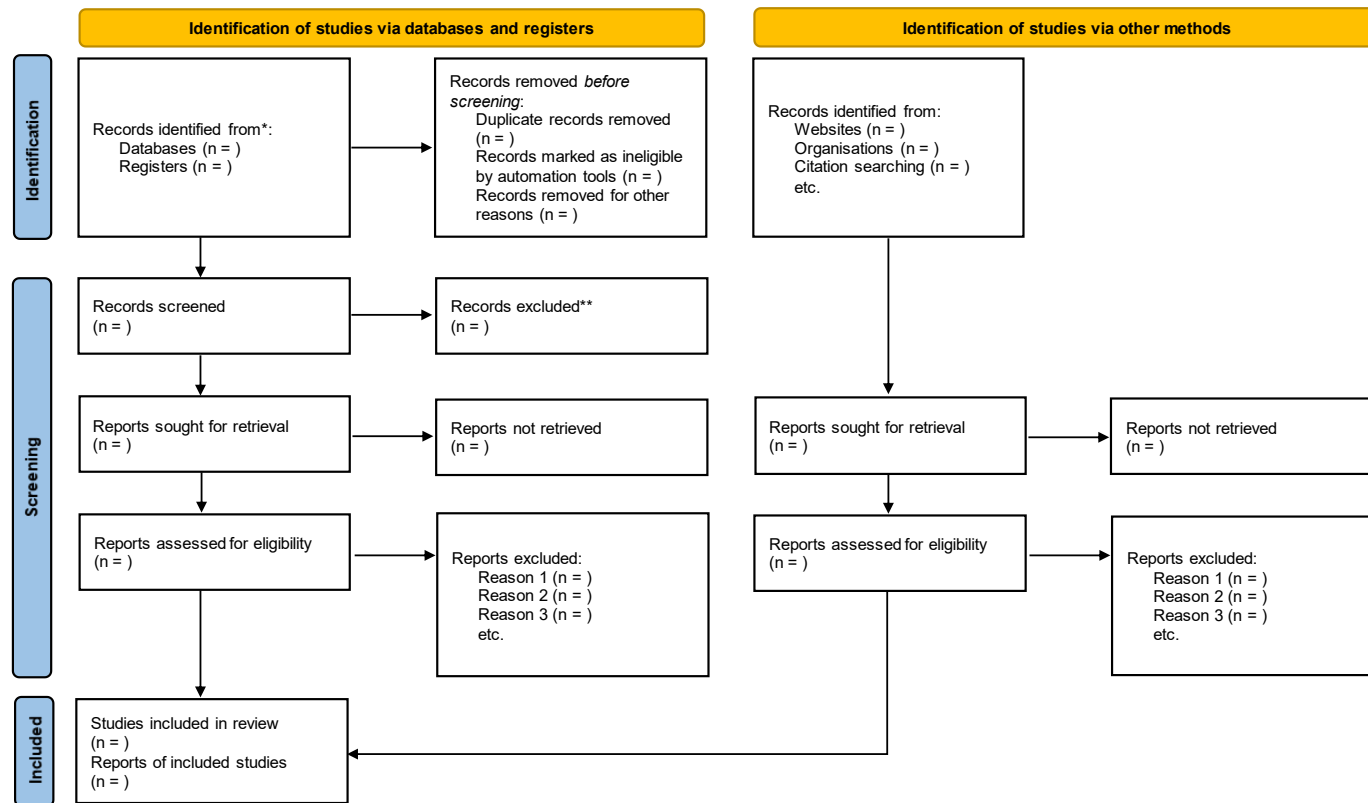 Identification of studies via databases and registers
Identification of studies via other methods
Identification
Records identified from*:
Databases (n = )
Registers (n = )
Records removed before
screening:
Duplicate records removed
(n = )
Records marked as ineligible
by automation tools (n = )
Records removed for other
reasons (n = )
Records identified from:
Websites (n = )
Organisations (n = )
Citation searching (n = )
etc.
Screening
Records screened
(n = )
Records excluded**
(n = )
Reports sought for retrieval
(n = )
Reports not retrieved
(n = )
Reports sought for retrieval
(n = )
Reports not retrieved
(n = )
Reports assessed for eligibility
(n = )
Reports excluded:
Reason 1 (n = )
Reason 2 (n = )
Reason 3 (n = )
etc.
Reports assessed for eligibility
(n = )
Reports excluded:
Reason 1 (n = )
Reason 2 (n = )
Reason 3 (n = )
etc.
Included
Studies included in review
(n = )
Reports of included studies
(n = )